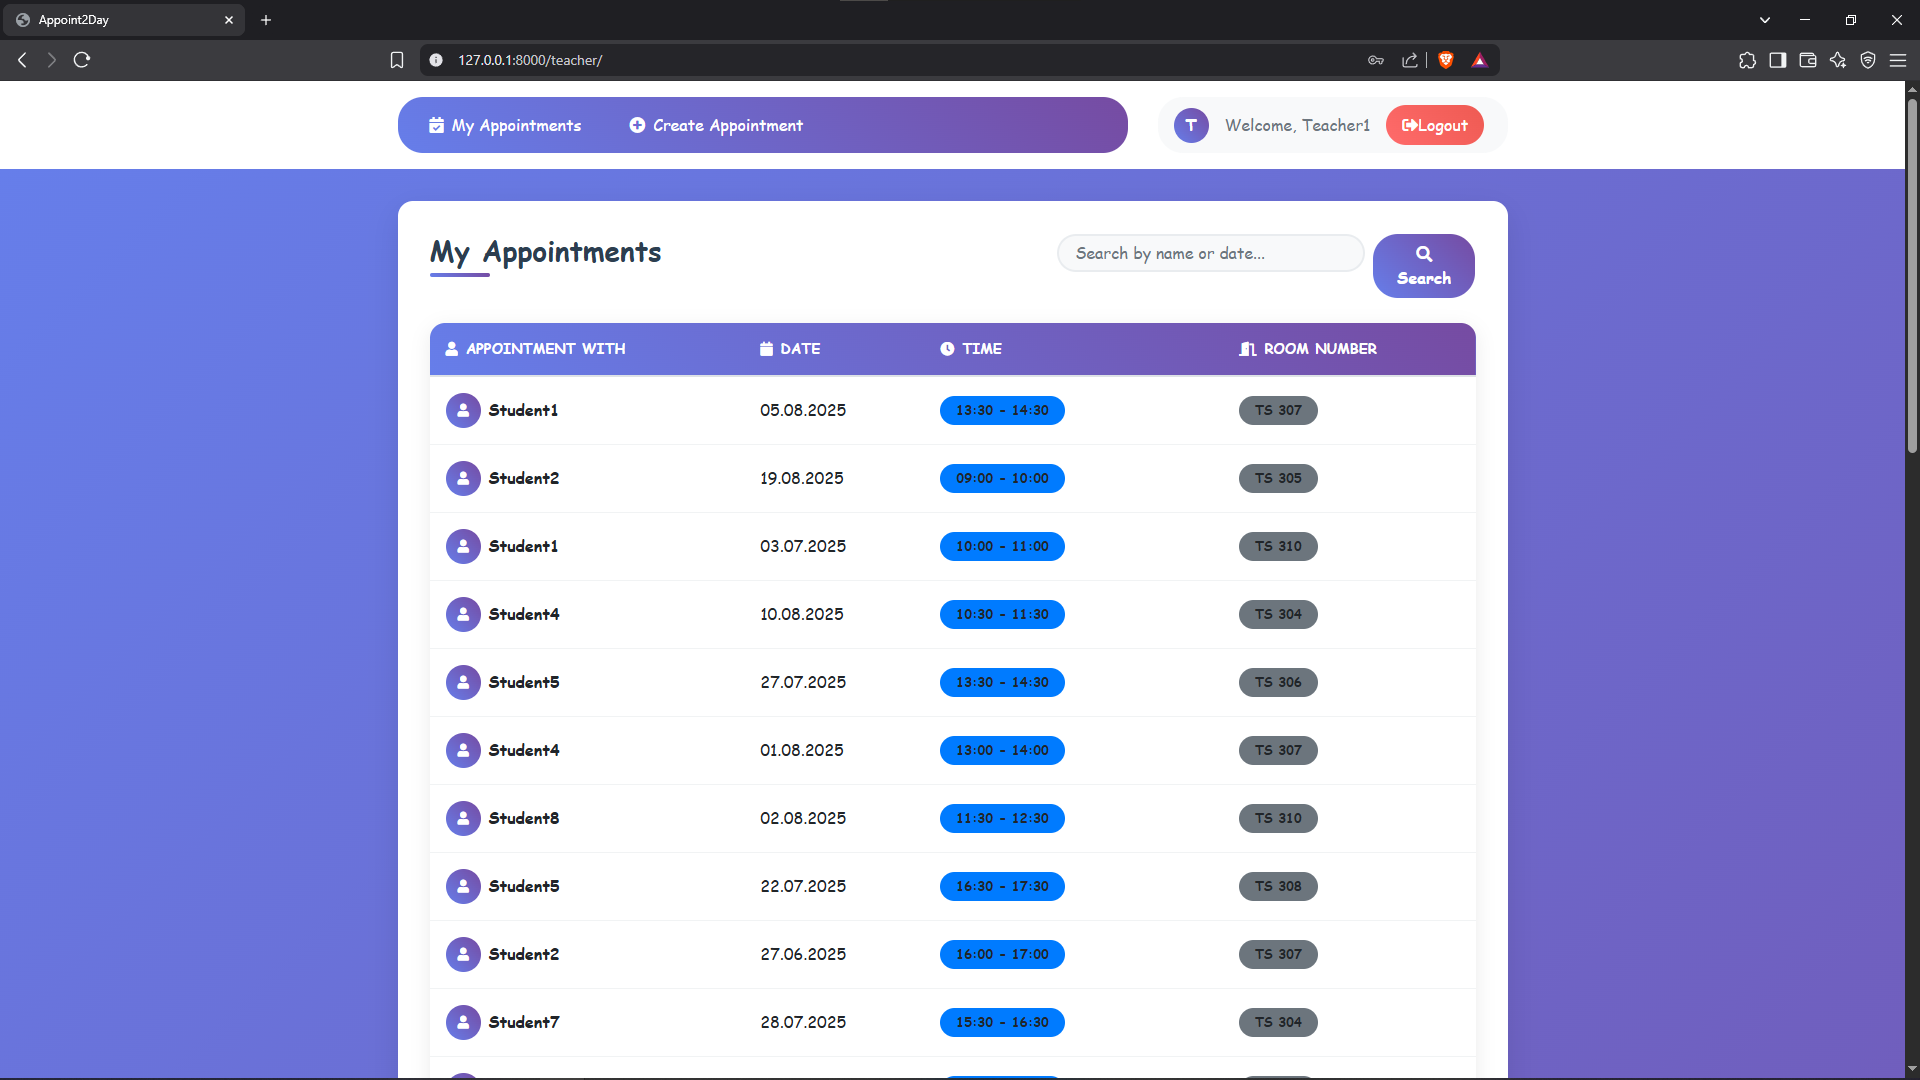 Appoint2Day
127.0.0.1:8000/teacher/
My Appointments
Create Appointment
T
Welcome, Teacher1
Logout
My Appointments
Search by name or date...
Search
APPOINTMENT WITH DATE TIME ROOM NUMBER
Student1 05.08.2025 13:30 - 14:30 TS 307
Student2 19.08.2025 09:00 - 10:00 TS 305
Student1 03.07.2025 10:00 - 11:00 TS 310
Student4 10.08.2025 10:30 - 11:30 TS 304
Student5 27.07.2025 13:30 - 14:30 TS 306
Student4 01.08.2025 13:00 - 14:00 TS 307
Student8 02.08.2025 11:30 - 12:30 TS 310
Student5 22.07.2025 16:30 - 17:30 TS 308
Student2 27.06.2025 16:00 - 17:00 TS 307
Student7 28.07.2025 15:30 - 16:30 TS 304